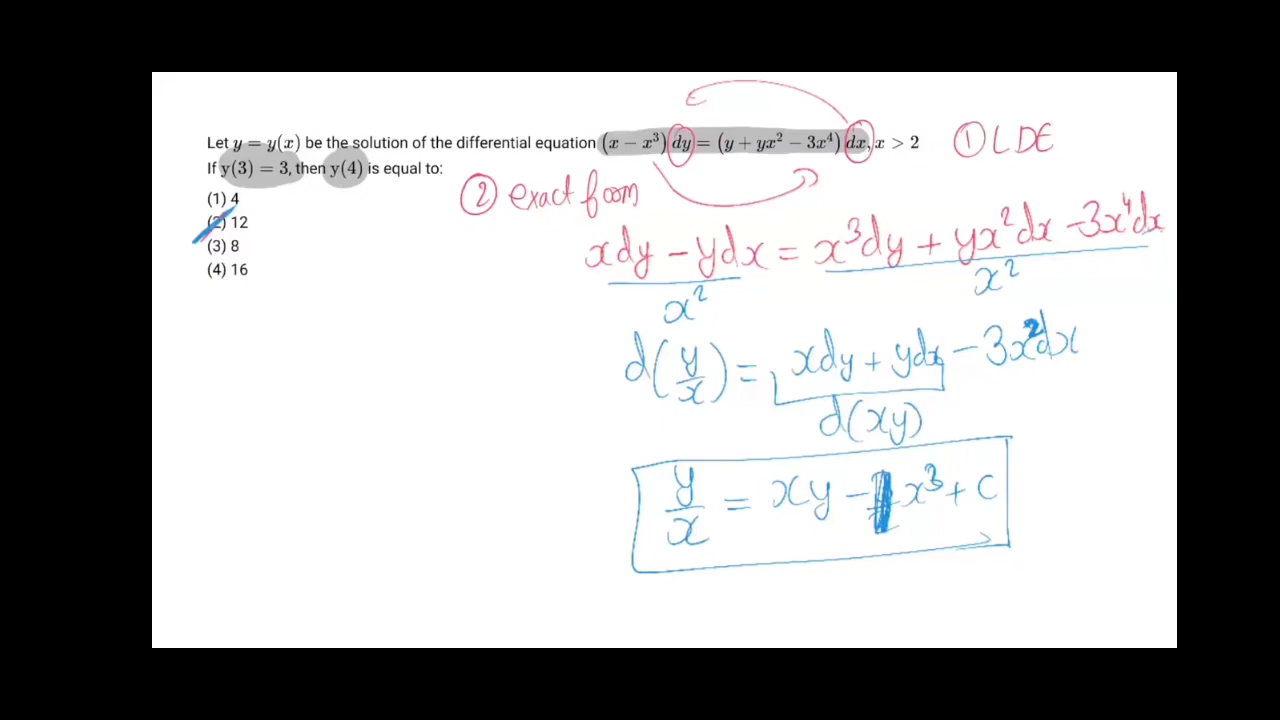 Let y = y(x) be the solution of the differential equation (x − x³) dy = (y + yx² − 3x⁴) dx, x > 2
If y(3) = 3, then y(4) is equal to:
(1) 4
(2) 12
(3) 8
(4) 16
① LDE
② exact form
xdy − ydx = x³dy + yx²dx − 3x⁴dx
x² x²
d(y/x) = xdy + ydx − 3x²dx
d(xy)
y/x = xy − x³ + c